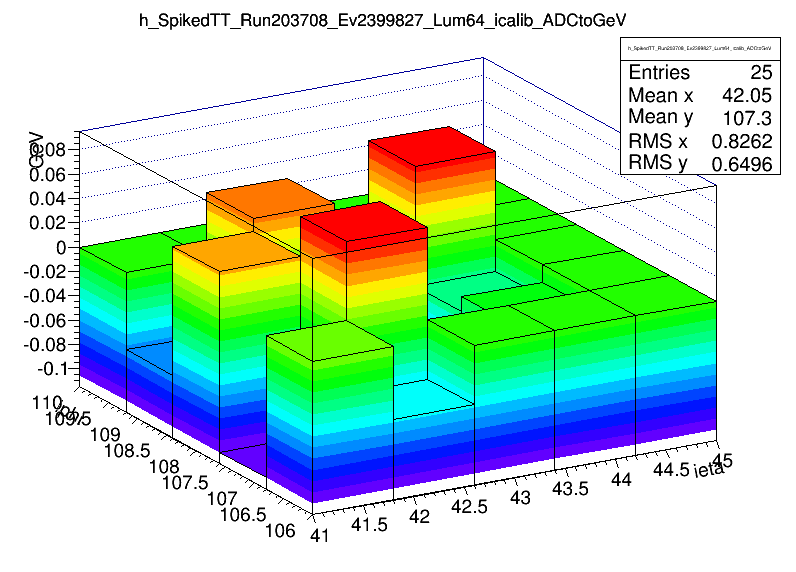 h_SpikedTT_Run203708_Ev2399827_Lum64_icalib_ADCtoGeV
h_SpikedTT_Run203708_Ev2399827_Lum64_icalib_ADCtoGeV
Entries 25
Mean x 42.05
Mean y 107.3
RMS x 0.8262
RMS y 0.6496
GeV
0.08
0.06
0.04
0.02
0
-0.02
-0.04
-0.06
-0.08
-0.1
110
109.5
109
108.5
108
107.5
107
106.5
106
iphi
41
41.5
42
42.5
43
43.5
44
44.5
45
ieta